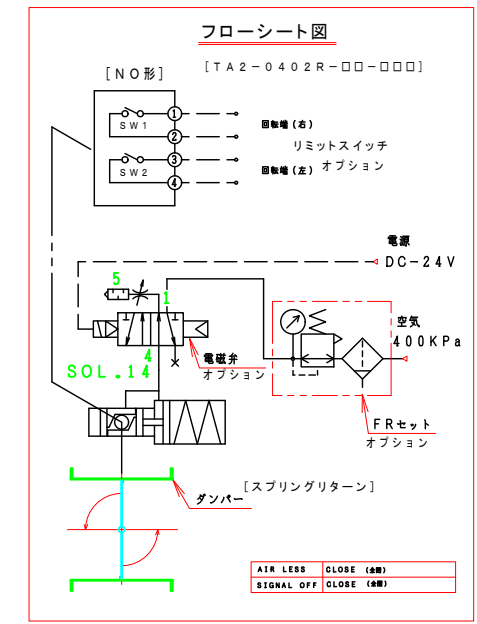 フローシート図
[TA2-0402R-□□-□□□]
[NO形]
1
SW1
2
3
SW2
4
回転端(右)
リミットスイッチ
オプション
回転端(左)
電源
DC-24V
5
1
空気
400KPa
4
SOL.14
電磁弁
オプション
FRセット
オプション
[スプリングリターン]
ダンパー
AIR LESS CLOSE (全閉)
SIGNAL OFF CLOSE (全閉)